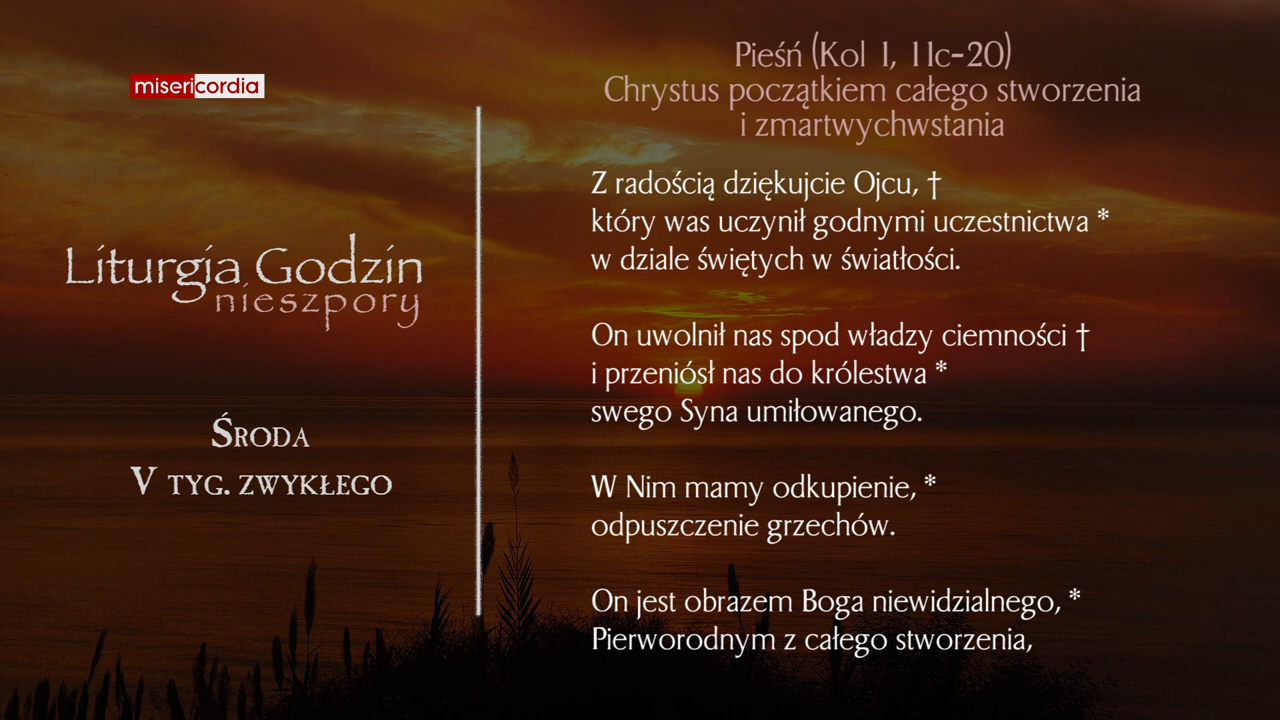 misericordia
Liturgia Godzin
nieszpory
Środa
V tyg. zwykłego
Pieśń (Kol 1, 11c-20)
Chrystus początkiem całego stworzenia
i zmartwychwstania
Z radością dziękujcie Ojcu, †
który was uczynił godnymi uczestnictwa *
w dziale świętych w światłości.
On uwolnił nas spod władzy ciemności †
i przeniósł nas do królestwa *
swego Syna umiłowanego.
W Nim mamy odkupienie, *
odpuszczenie grzechów.
On jest obrazem Boga niewidzialnego, *
Pierworodnym z całego stworzenia,